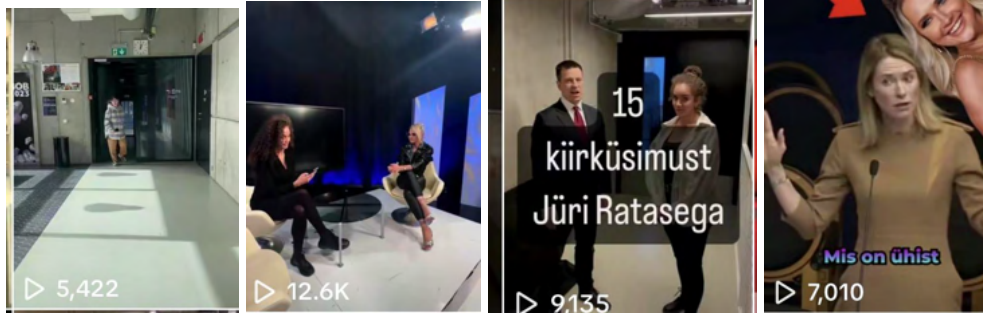 5,422
12.6K
15
kiirküsimust
Jüri Ratasega
9,135
Mis on ühist
7,010